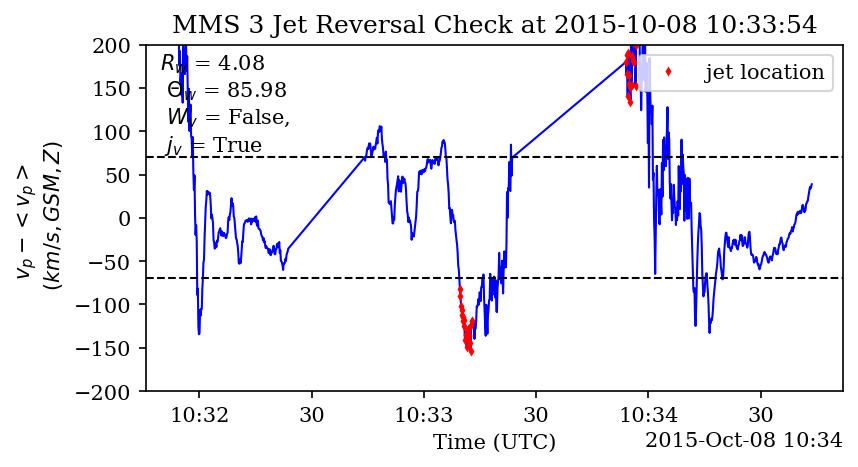 MMS 3 Jet Reversal Check at 2015-10-08 10:33:54
R_w = 4.08
Θ_w = 85.98
W_v = False,
j_v = True
jet location
200
150
100
50
0
−50
−100
−150
−200
v_p − < v_p >
(km/s, GSM, Z)
10:32 30 10:33 30 10:34 30
Time (UTC)
2015-Oct-08 10:34